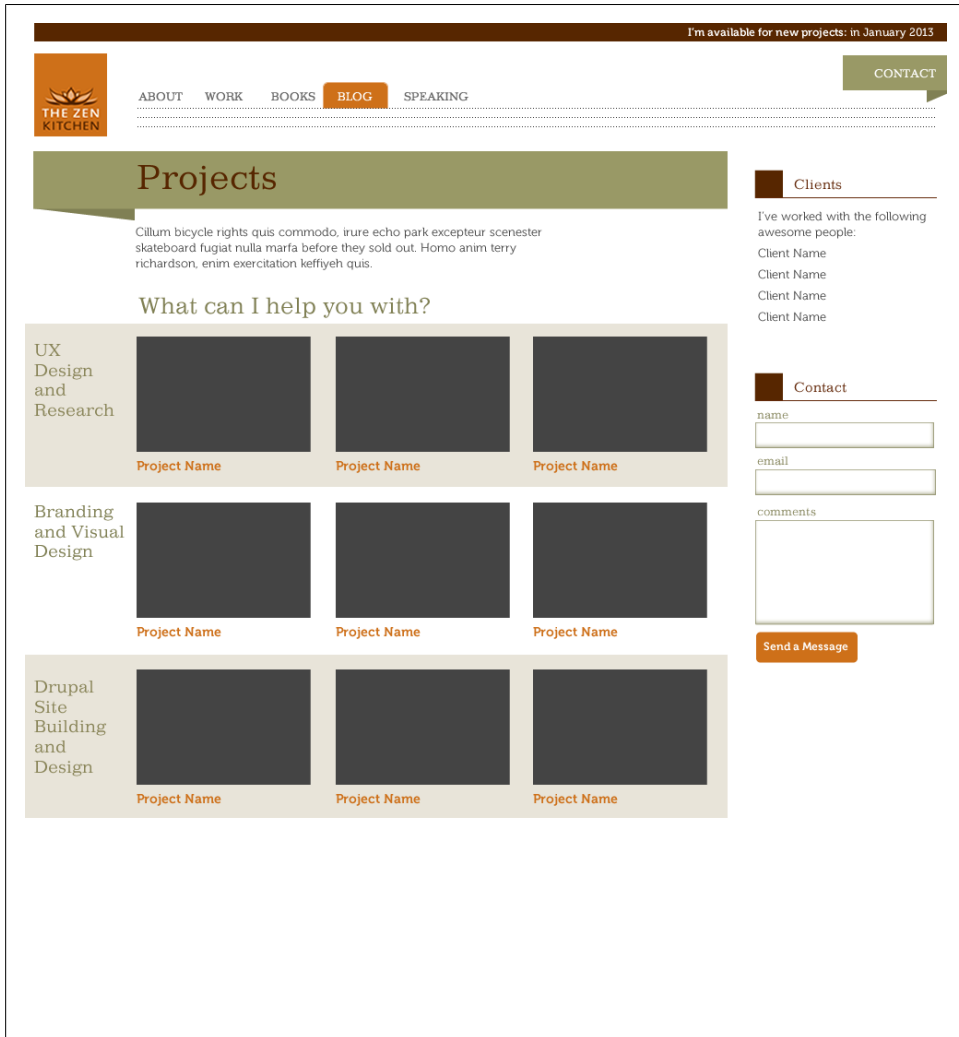 I'm available for new projects: in January 2013
CONTACT
THE ZEN
KITCHEN
ABOUT WORK BOOKS BLOG SPEAKING
Projects
Cillum bicycle rights quis commodo, irure echo park excepteur scenester
skateboard fugiat nulla marfa before they sold out. Homo anim terry
richardson, enim exercitation keffiyeh quis.
What can I help you with?
UX
Design
and
Research
Project Name Project Name Project Name
Branding
and Visual
Design
Project Name Project Name Project Name
Drupal
Site
Building
and
Design
Project Name Project Name Project Name
Clients
I've worked with the following
awesome people:
Client Name
Client Name
Client Name
Client Name
Contact
name
email
comments
Send a Message